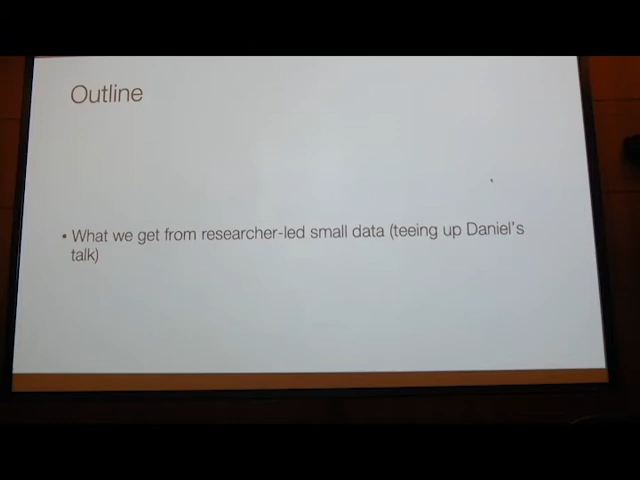 Outline
• What we get from researcher-led small data (teeing up Daniel's
talk)